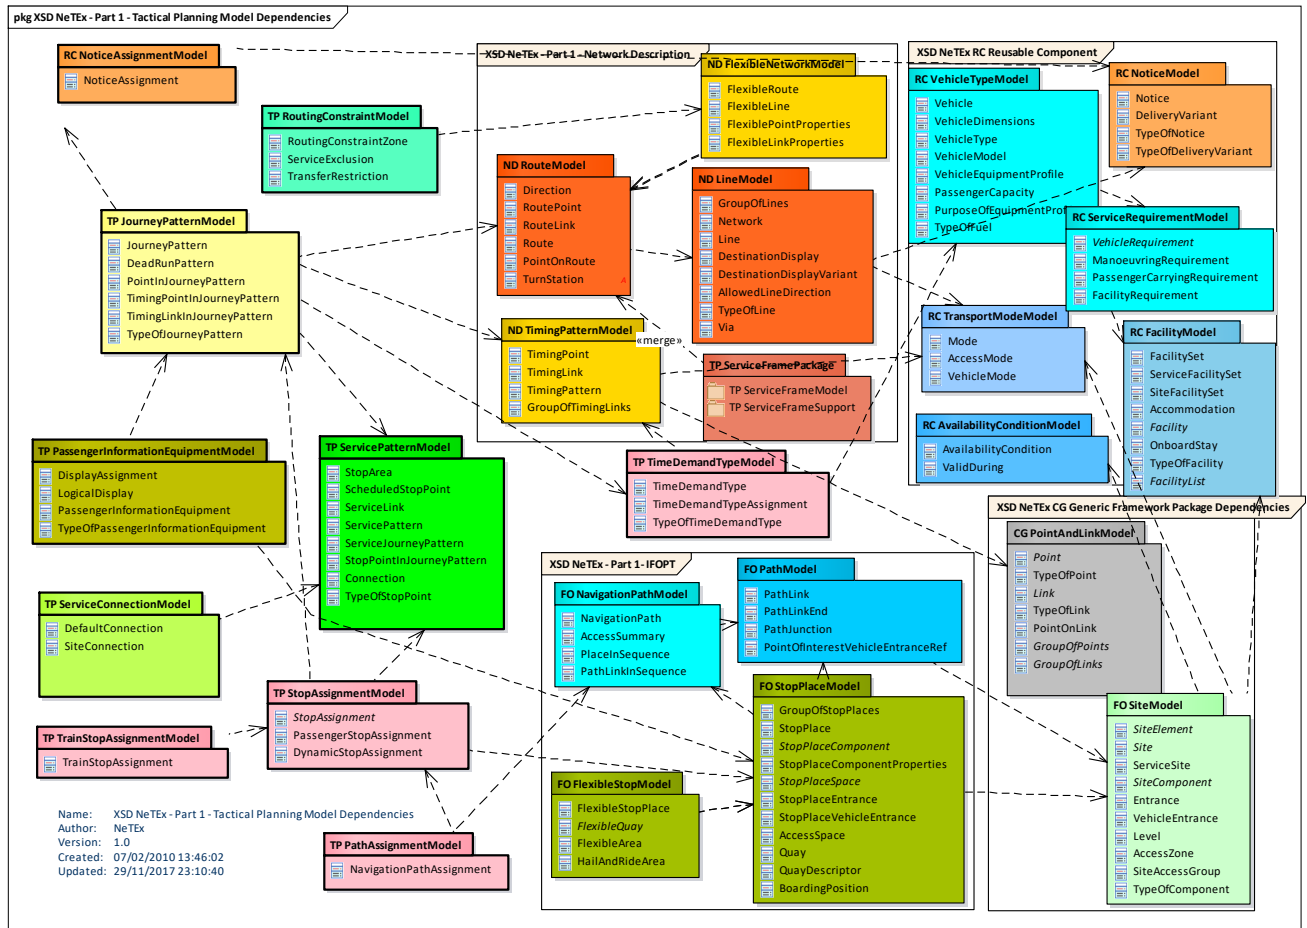 pkg XSD NeTEx - Part 1 - Tactical Planning Model Dependencies
RC NoticeAssignmentModel
NoticeAssignment
TP RoutingConstraintModel
RoutingConstraintZone
ServiceExclusion
TransferRestriction
TP JourneyPatternModel
JourneyPattern
DeadRunPattern
PointInJourneyPattern
TimingPointInJourneyPattern
TimingLinkInJourneyPattern
TypeOfJourneyPattern
XSD NeTEx - Part 1 - Network Description
ND FlexibleNetworkModel
FlexibleRoute
FlexibleLine
FlexiblePointProperties
FlexibleLinkProperties
ND RouteModel
Direction
RoutePoint
RouteLink
Route
PointOnRoute
TurnStation
A
ND LineModel
GroupOfLines
Network
Line
DestinationDisplay
DestinationDisplayVariant
AllowedLineDirection
TypeOfLine
Via
ND TimingPatternModel
TimingPoint
TimingLink
TimingPattern
GroupOfTimingLinks
«merge»
TP ServiceFramePackage
TP ServiceFrameModel
TP ServiceFrameSupport
XSD NeTEx RC Reusable Component
RC VehicleTypeModel
Vehicle
VehicleDimensions
VehicleType
VehicleModel
VehicleEquipmentProfile
PassengerCapacity
PurposeOfEquipmentProf
TypeOfFuel
RC NoticeModel
Notice
DeliveryVariant
TypeOfNotice
TypeOfDeliveryVariant
RC ServiceRequirementModel
VehicleRequirement
ManoeuvringRequirement
PassengerCarryingRequirement
FacilityRequirement
RC TransportModeModel
Mode
AccessMode
VehicleMode
RC FacilityModel
FacilitySet
ServiceFacilitySet
SiteFacilitySet
Accommodation
Facility
OnboardStay
TypeOfFacility
FacilityList
RC AvailabilityConditionModel
AvailabilityCondition
ValidDuring
TP PassengerInformationEquipmentModel
DisplayAssignment
LogicalDisplay
PassengerInformationEquipment
TypeOfPassengerInformationEquipment
TP ServicePatternModel
StopArea
ScheduledStopPoint
ServiceLink
ServicePattern
ServiceJourneyPattern
StopPointInJourneyPattern
Connection
TypeOfStopPoint
TP TimeDemandTypeModel
TimeDemandType
TimeDemandTypeAssignment
TypeOfTimeDemandType
XSD NeTEx CG Generic Framework Package Dependencies
CG PointAndLinkModel
Point
TypeOfPoint
Link
TypeOfLink
PointOnLink
GroupOfPoints
GroupOfLinks
TP ServiceConnectionModel
DefaultConnection
SiteConnection
XSD NeTEx - Part 1 - IFOPT
FO NavigationPathModel
NavigationPath
AccessSummary
PlaceInSequence
PathLinkInSequence
FO PathModel
PathLink
PathLinkEnd
PathJunction
PointOfInterestVehicleEntranceRef
FO StopPlaceModel
GroupOfStopPlaces
StopPlace
StopPlaceComponent
StopPlaceComponentProperties
StopPlaceSpace
StopPlaceEntrance
StopPlaceVehicleEntrance
AccessSpace
Quay
QuayDescriptor
BoardingPosition
FO FlexibleStopModel
FlexibleStopPlace
FlexibleQuay
FlexibleArea
HailAndRideArea
FO SiteModel
SiteElement
Site
ServiceSite
SiteComponent
Entrance
VehicleEntrance
Level
AccessZone
SiteAccessGroup
TypeOfComponent
TP StopAssignmentModel
StopAssignment
PassengerStopAssignment
DynamicStopAssignment
TP TrainStopAssignmentModel
TrainStopAssignment
TP PathAssignmentModel
NavigationPathAssignment
Name: XSD NeTEx - Part 1 - Tactical Planning Model Dependencies
Author: NeTEx
Version: 1.0
Created: 07/02/2010 13:46:02
Updated: 29/11/2017 23:10:40